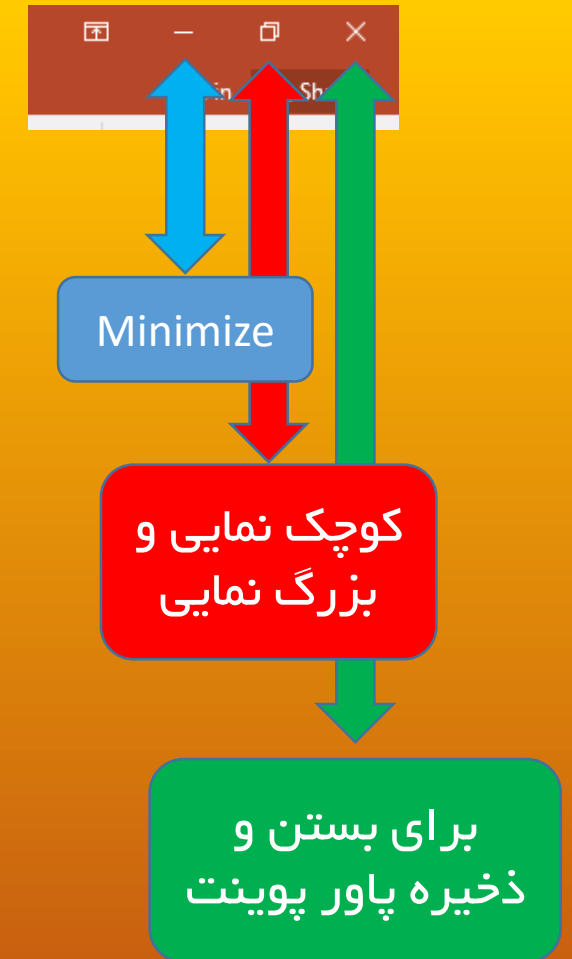 Minimize
کوچک نمایی و
بزرگ نمایی
برای بستن و
ذخیره پاور پوینت